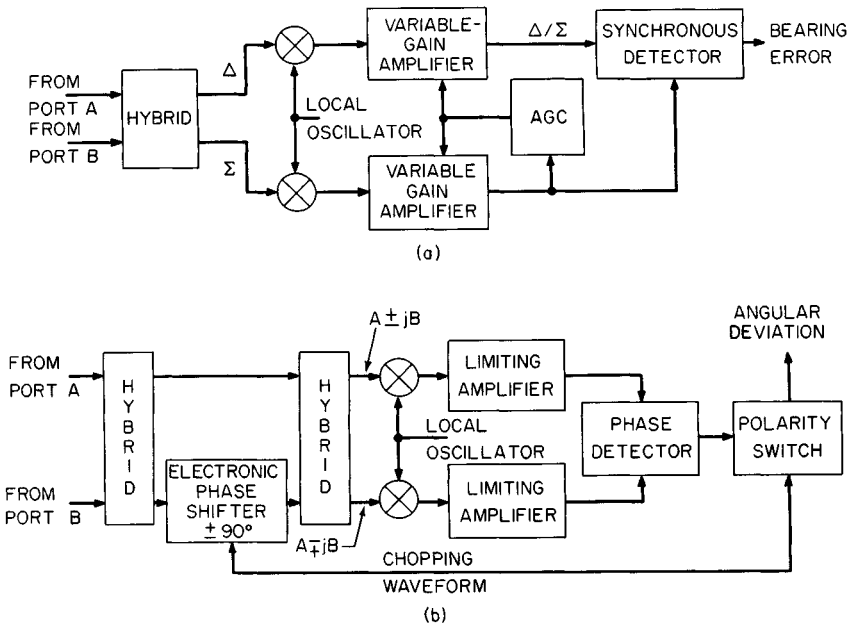 FROM
PORT A
FROM
PORT B
HYBRID
Δ
Σ
LOCAL
OSCILLATOR
VARIABLE-
GAIN
AMPLIFIER
VARIABLE
GAIN
AMPLIFIER
Δ/Σ
AGC
SYNCHRONOUS
DETECTOR
BEARING
ERROR
(a)
FROM
PORT A
FROM
PORT B
HYBRID
ELECTRONIC
PHASE
SHIFTER
± 90°
HYBRID
A ± jB
A∓jB
LOCAL
OSCILLATOR
LIMITING
AMPLIFIER
LIMITING
AMPLIFIER
PHASE
DETECTOR
POLARITY
SWITCH
ANGULAR
DEVIATION
CHOPPING
WAVEFORM
(b)